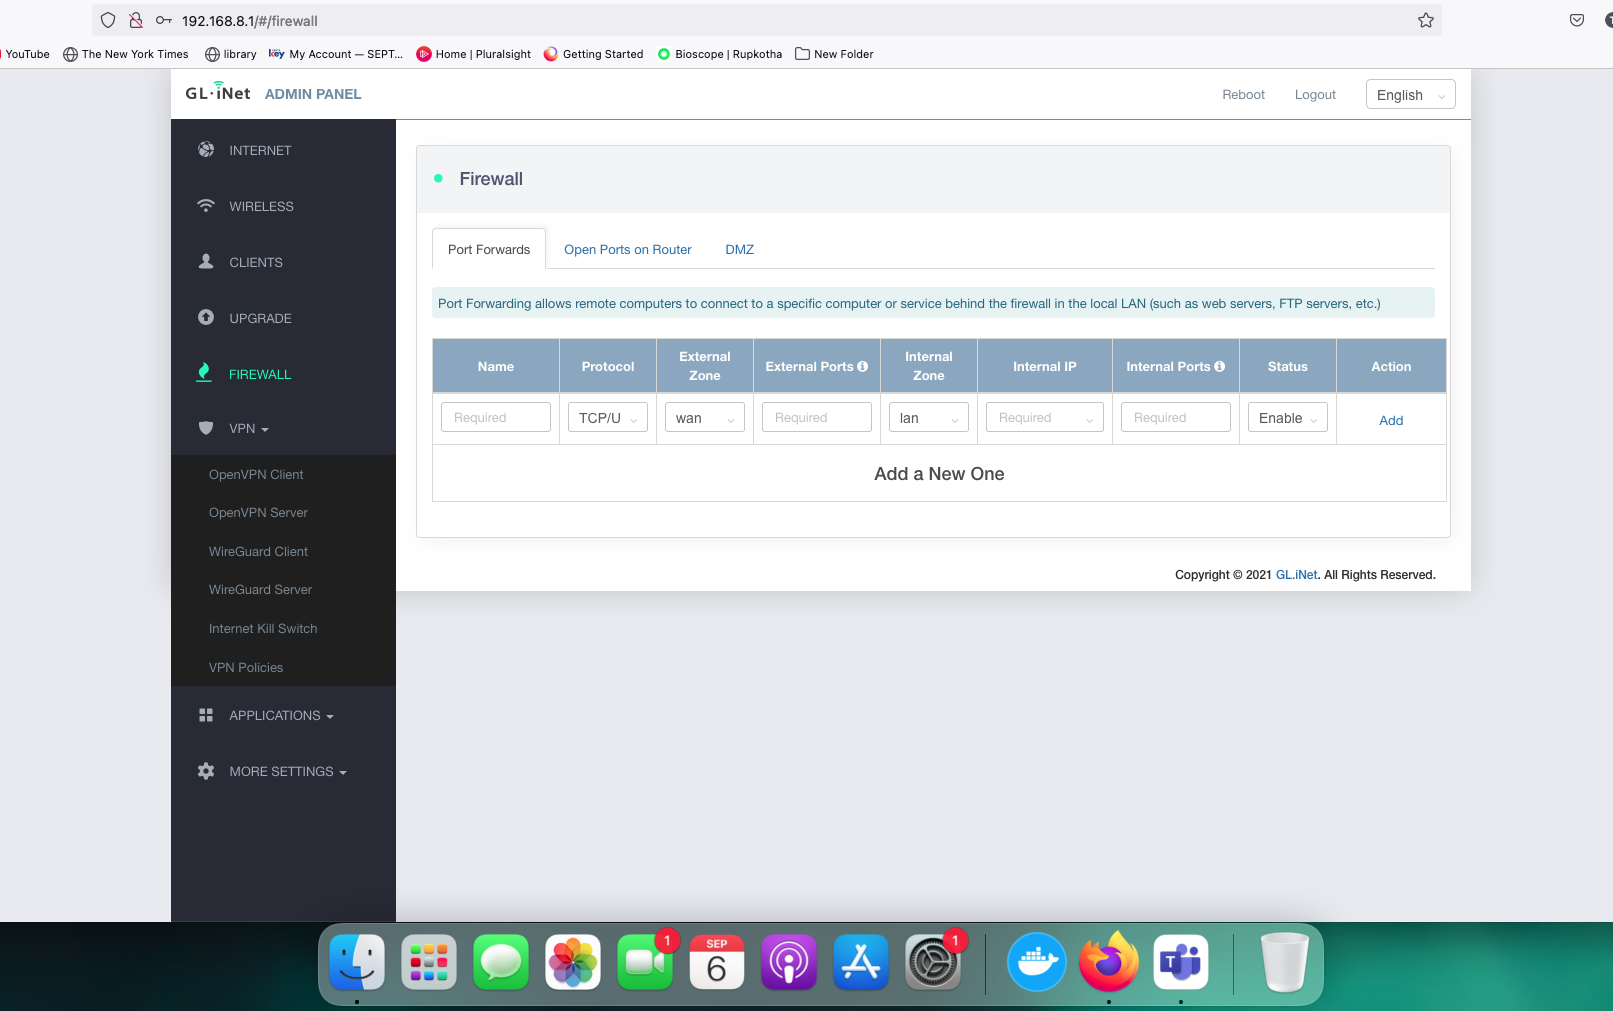 192.168.8.1/#/firewall
YouTube The New York Times library key My Account — SEPT... Home | Pluralsight Getting Started Bioscope | Rupkotha New Folder
GL·iNet ADMIN PANEL Reboot Logout English
INTERNET
WIRELESS
CLIENTS
UPGRADE
FIREWALL
VPN
OpenVPN Client
OpenVPN Server
WireGuard Client
WireGuard Server
Internet Kill Switch
VPN Policies
APPLICATIONS
MORE SETTINGS
Firewall
Port Forwards Open Ports on Router DMZ
Port Forwarding allows remote computers to connect to a specific computer or service behind the firewall in the local LAN (such as web servers, FTP servers, etc.)
Name Protocol External Zone External Ports Internal Zone Internal IP Internal Ports Status Action
Required TCP/U wan Required lan Required Required Enable Add
Add a New One
Copyright © 2021 GL.iNet. All Rights Reserved.
1 SEP 1
6
T